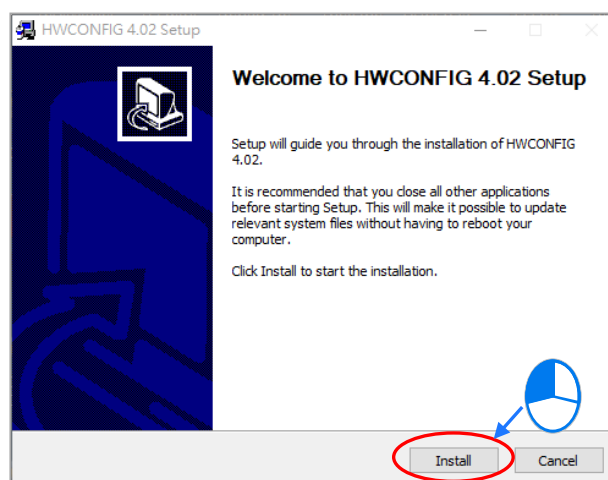 HWCONFIG 4.02 Setup
Welcome to HWCONFIG 4.02 Setup
Setup will guide you through the installation of HWCONFIG
4.02.
It is recommended that you close all other applications
before starting Setup. This will make it possible to update
relevant system files without having to reboot your
computer.
Click Install to start the installation.
Install
Cancel